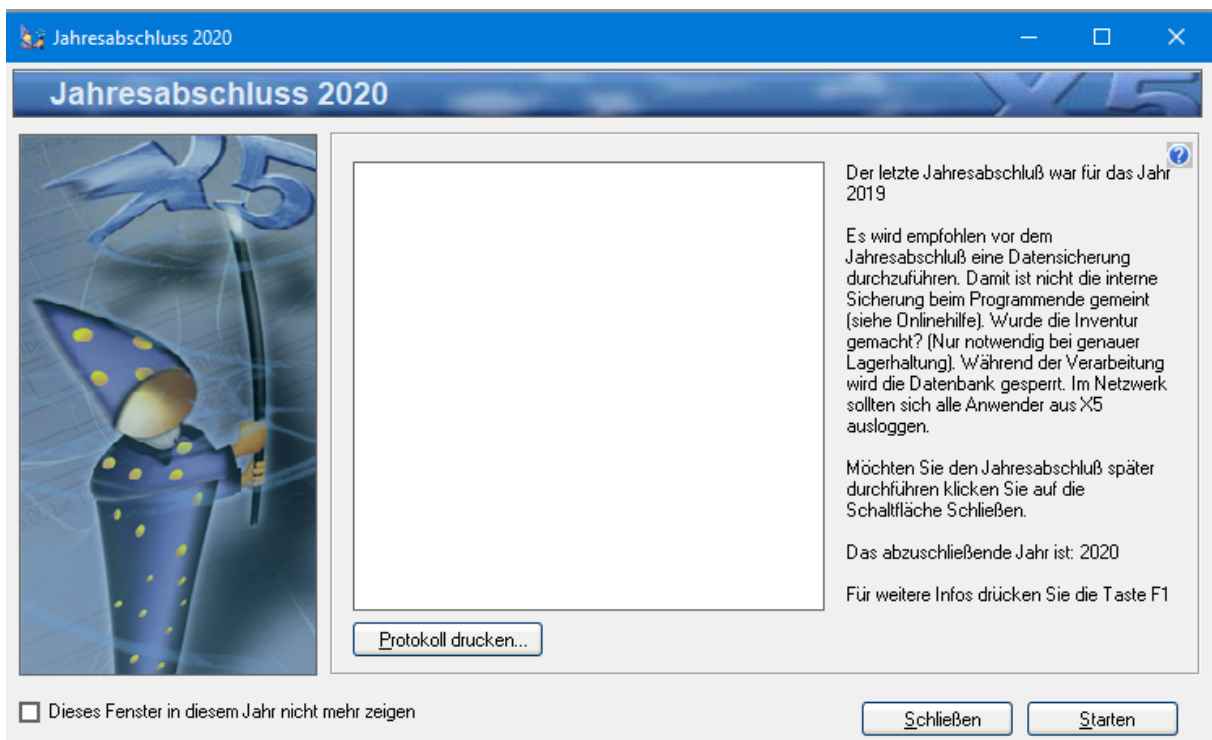 Jahresabschluss 2020
Jahresabschluss 2020
X5
X5
Der letzte Jahresabschluß war für das Jahr
2019
Es wird empfohlen vor dem
Jahresabschluß eine Datensicherung
durchzuführen. Damit ist nicht die interne
Sicherung beim Programmende gemeint
(siehe Onlinehilfe). Wurde die Inventur
gemacht? (Nur notwendig bei genauer
Lagerhaltung). Während der Verarbeitung
wird die Datenbank gesperrt. Im Netzwerk
sollten sich alle Anwender aus X5
ausloggen.
Möchten Sie den Jahresabschluß später
durchführen klicken Sie auf die
Schaltfläche Schließen.
Das abzuschließende Jahr ist: 2020
Für weitere Infos drücken Sie die Taste F1
Protokoll drucken...
Dieses Fenster in diesem Jahr nicht mehr zeigen
Schließen
Starten